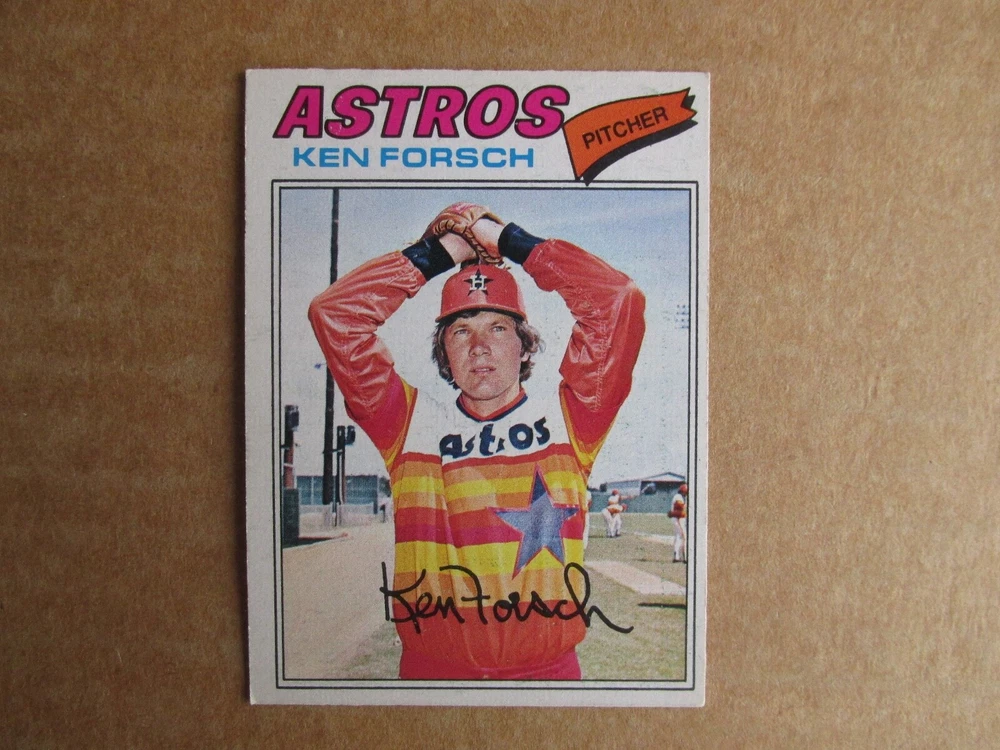 ASTROS
PITCHER
KEN FORSCH
H
astros
Ken Forsch